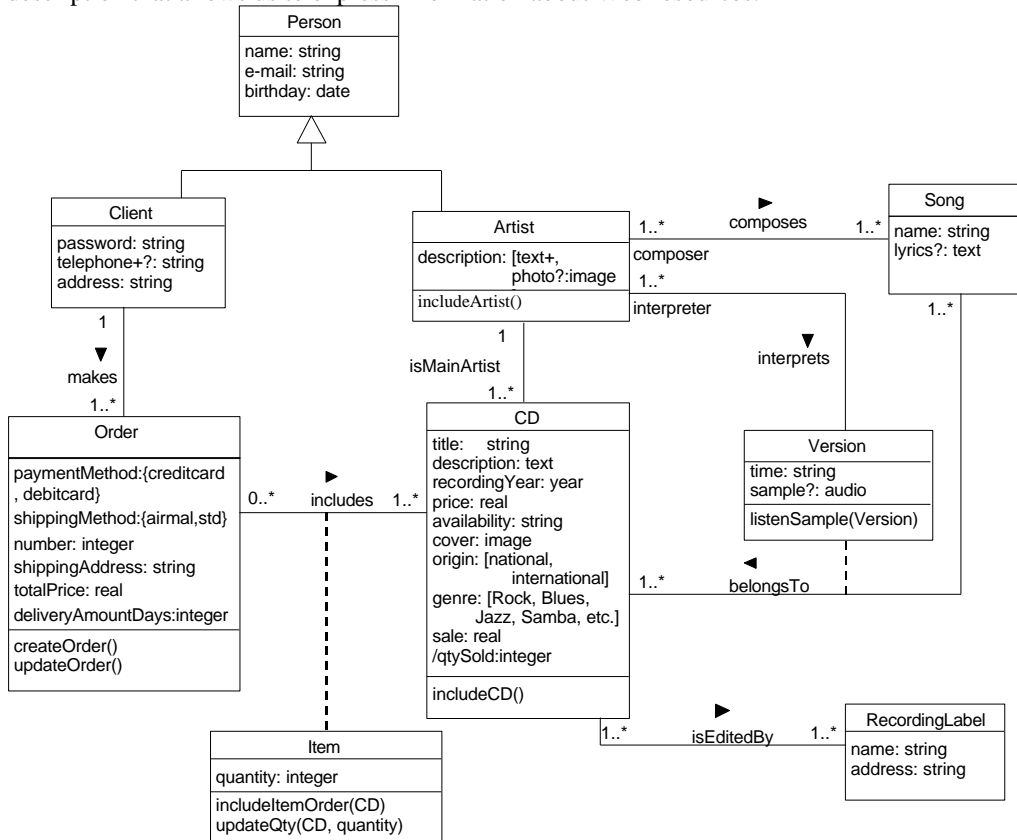 description that allows us to express information about Web resources.
Person
name: string
e-mail: string
birthday: date
Client
password: string
telephone+?: string
address: string
Artist
description: [text+,
photo?:image
includeArtist()
1..*
composes
1..*
composer
Song
name: string
lyrics?: text
1..*
interpreter
1..*
1
makes
1..*
1
isMainArtist
1..*
interprets
Order
paymentMethod:{creditcard
, debitcard}
shippingMethod:{airmal,std}
number: integer
shippingAddress: string
totalPrice: real
deliveryAmountDays:integer
createOrder()
updateOrder()
0..*
includes
1..*
CD
title: string
description: text
recordingYear: year
price: real
availability: string
cover: image
origin: [national,
international]
genre: [Rock, Blues,
Jazz, Samba, etc.]
sale: real
/qtySold:integer
includeCD()
Version
time: string
sample?: audio
listenSample(Version)
1..*
belongsTo
1..*
isEditedBy
1..*
RecordingLabel
name: string
address: string
Item
quantity: integer
includeItemOrder(CD)
updateQty(CD, quantity)